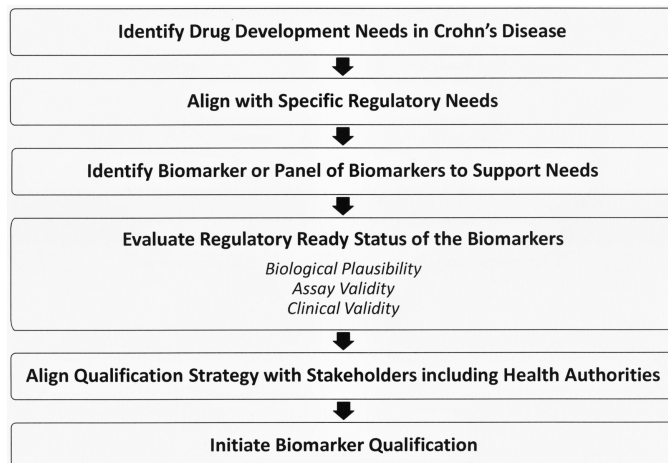 Identify Drug Development Needs in Crohn's Disease
Align with Specific Regulatory Needs
Identify Biomarker or Panel of Biomarkers to Support Needs
Evaluate Regulatory Ready Status of the Biomarkers
Biological Plausibility
Assay Validity
Clinical Validity
Align Qualification Strategy with Stakeholders including Health Authorities
Initiate Biomarker Qualification